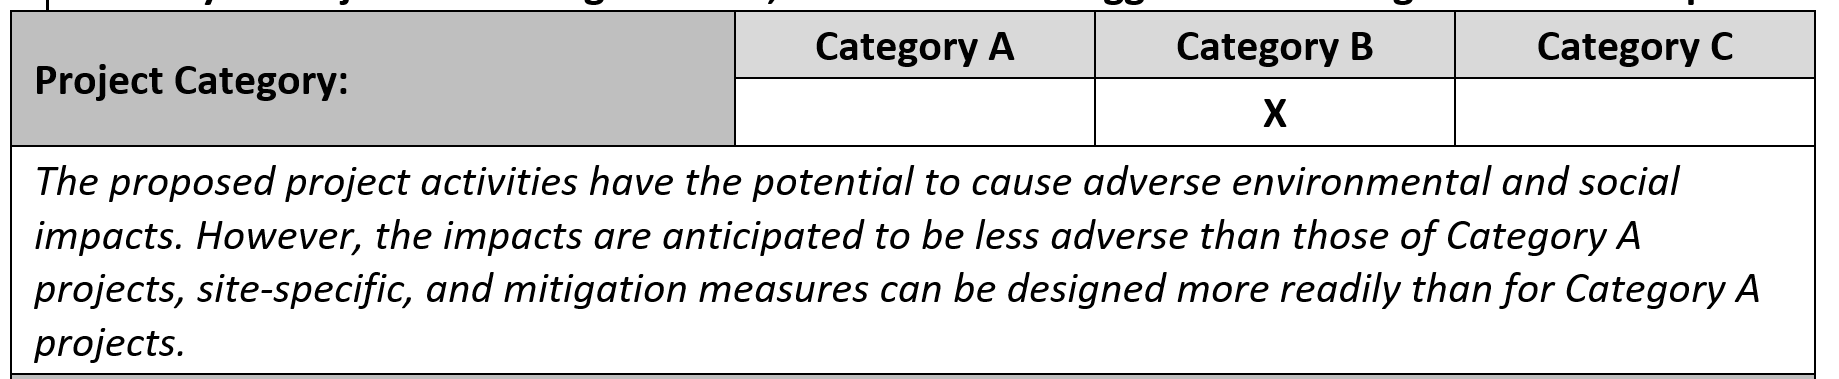 Category A Category B Category C
Project Category:
X
The proposed project activities have the potential to cause adverse environmental and social
impacts. However, the impacts are anticipated to be less adverse than those of Category A
projects, site-specific, and mitigation measures can be designed more readily than for Category A
projects.